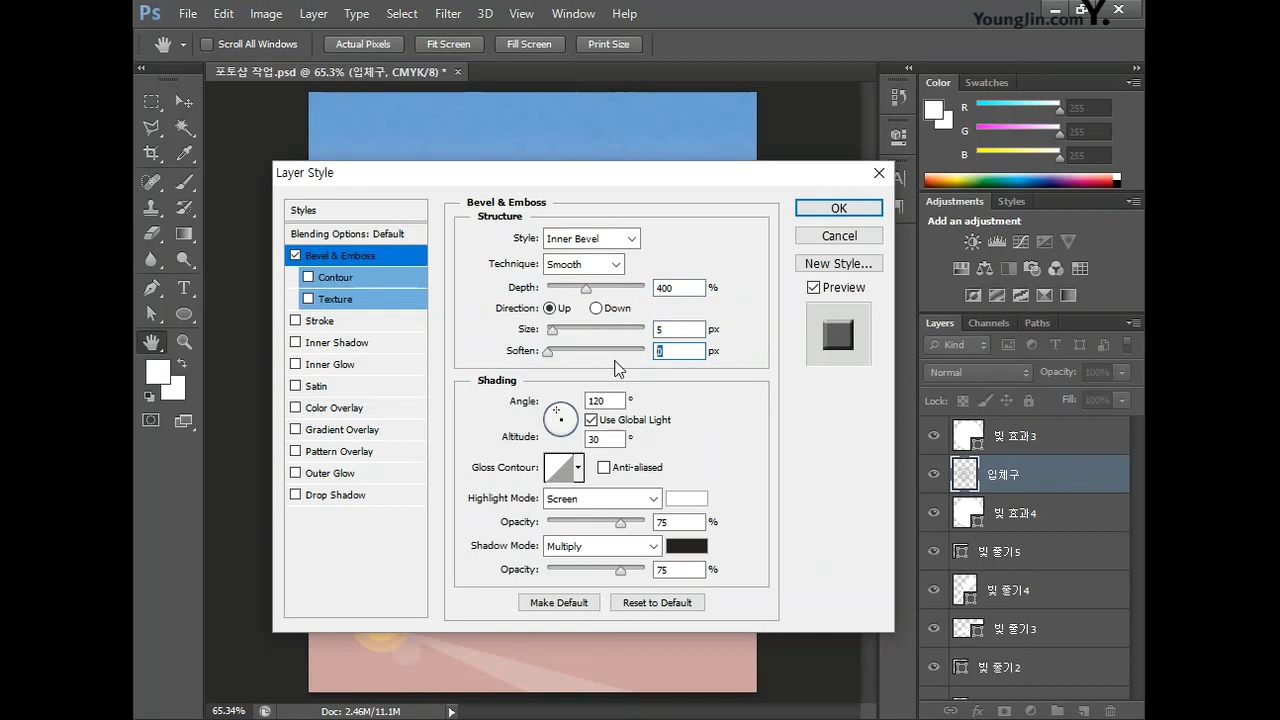 Ps File Edit Image Layer Type Select Filter 3D View Window Help
YoungJin.com Y.
Scroll All Windows Actual Pixels Fit Screen Fill Screen Print Size
포토샵 작업.psd @ 65.3% (입체구, CMYK/8) * ×
Color Swatches
R 255
G 255
B 255
Adjustments Styles
Add an adjustment
Layers Channels Paths
Kind
Normal Opacity: 100%
Lock: Fill: 100%
빛 효과3
입체구
빛 효과4
빛 줄기5
빛 줄기4
빛 줄기3
빛 줄기2
Layer Style
Styles
Blending Options: Default
Bevel & Emboss
Contour
Texture
Stroke
Inner Shadow
Inner Glow
Satin
Color Overlay
Gradient Overlay
Pattern Overlay
Outer Glow
Drop Shadow
Bevel & Emboss
Structure
Style: Inner Bevel
Technique: Smooth
Depth: 400 %
Direction: Up Down
Size: 5 px
Soften: 0 px
Shading
Angle: 120 °
Use Global Light
Altitude: 30 °
Gloss Contour: Anti-aliased
Highlight Mode: Screen
Opacity: 75 %
Shadow Mode: Multiply
Opacity: 75 %
Make Default Reset to Default
OK
Cancel
New Style...
Preview
65.34% Doc: 2.46M/11.1M